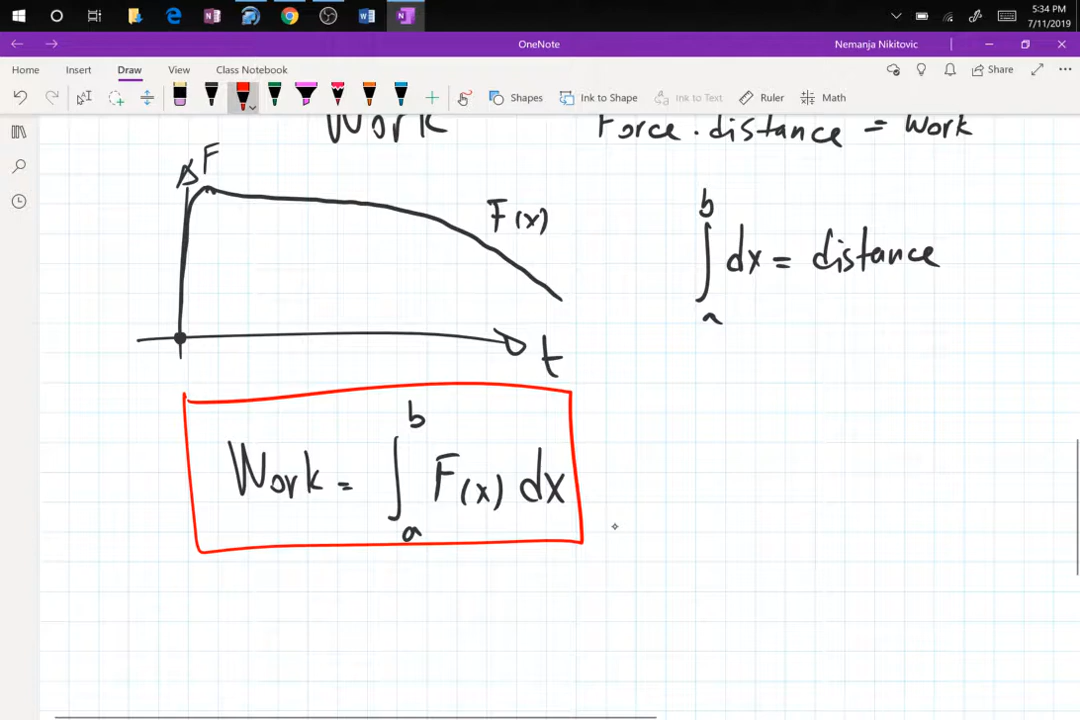 5:34 PM
7/11/2019
OneNote
Nemanja Nikitovic
Home Insert Draw View Class Notebook Share
Shapes Ink to Shape Ink to Text Ruler Math
Work
Force . distance = Work
F
F(x)
t
b
∫ dx = distance
a
b
Work = ∫ F(x) dx
a